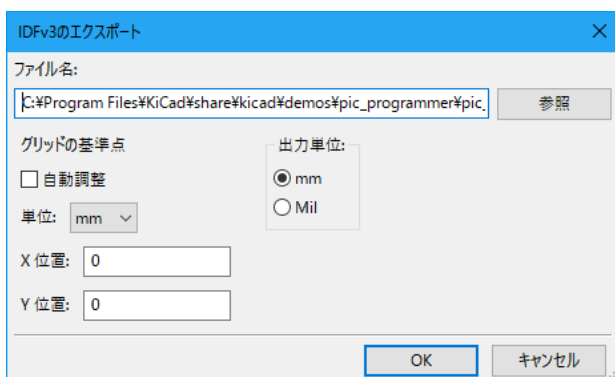 IDFv3のエクスポート
ファイル名:
C:¥Program Files¥KiCad¥share¥kicad¥demos¥pic_programmer¥pic_
参照
グリッドの基準点
出力単位:
自動調整
mm
Mil
単位: mm
X 位置: 0
Y 位置: 0
OK
キャンセル